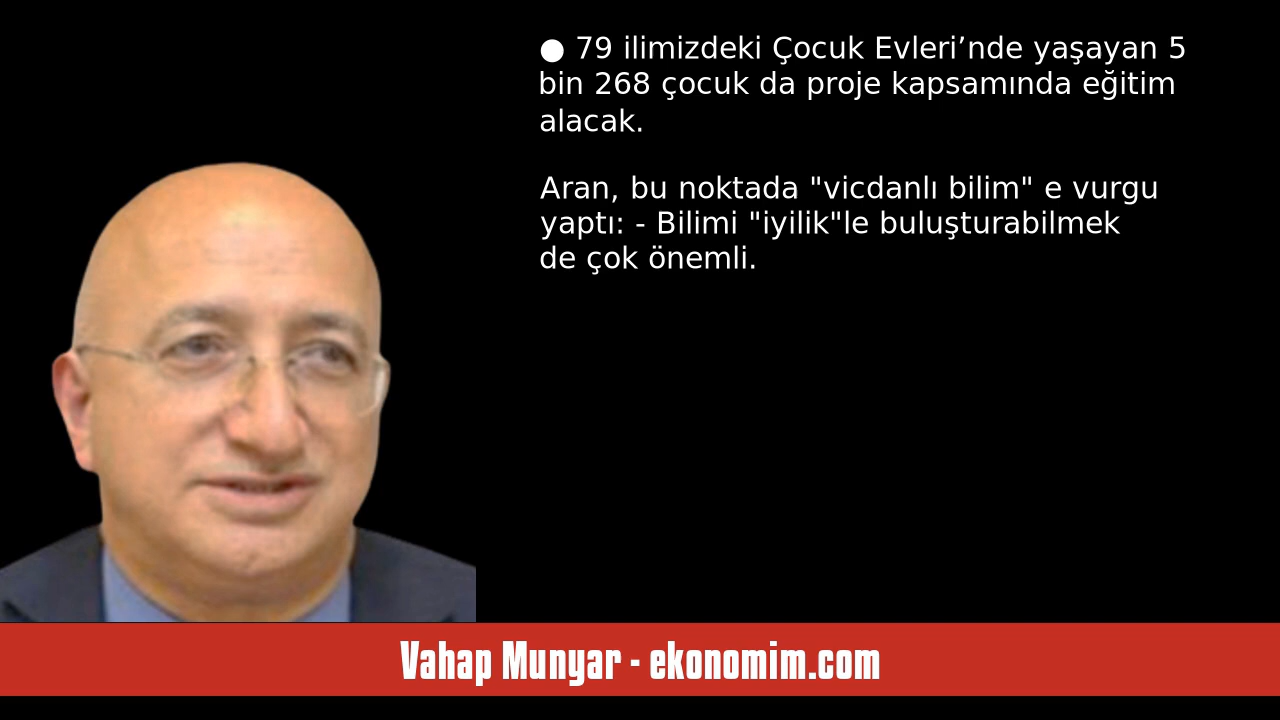 ● 79 ilimizdeki Çocuk Evleri’nde yaşayan 5
bin 268 çocuk da proje kapsamında eğitim
alacak.
Aran, bu noktada "vicdanlı bilim" e vurgu
yaptı: - Bilimi "iyilik"le buluşturabilmek
de çok önemli.
Vahap Munyar - ekonomim.com